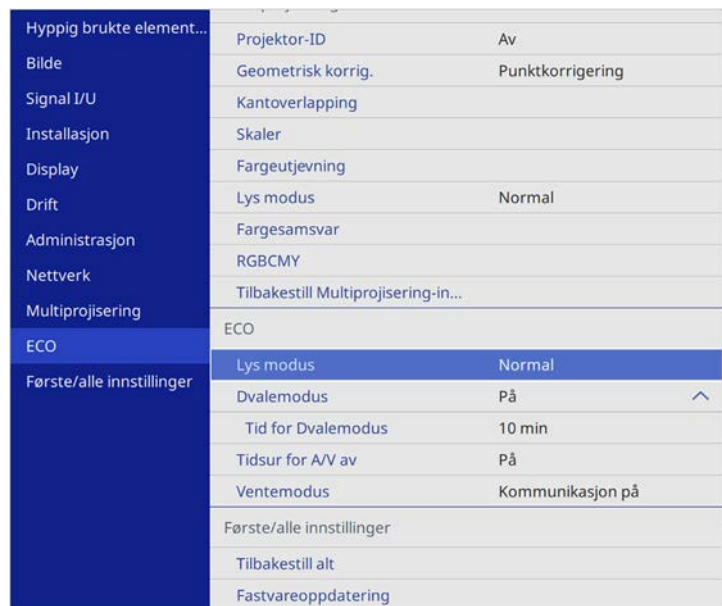 Hyppig brukte element...
Bilde
Signal I/U
Installasjon
Display
Drift
Administrasjon
Nettverk
Multiprojisering
ECO
Første/alle innstillinger
Projektor-ID Av
Geometrisk korrig. Punktkorrigering
Kantoverlapping
Skaler
Fargeutjevning
Lys modus Normal
Fargesamsvar
RGBCMY
Tilbakestill Multiprojisering-in...
ECO
Lys modus Normal
Dvalemodus På
Tid for Dvalemodus 10 min
Tidsur for A/V av På
Ventemodus Kommunikasjon på
Første/alle innstillinger
Tilbakestill alt
Fastvareoppdatering